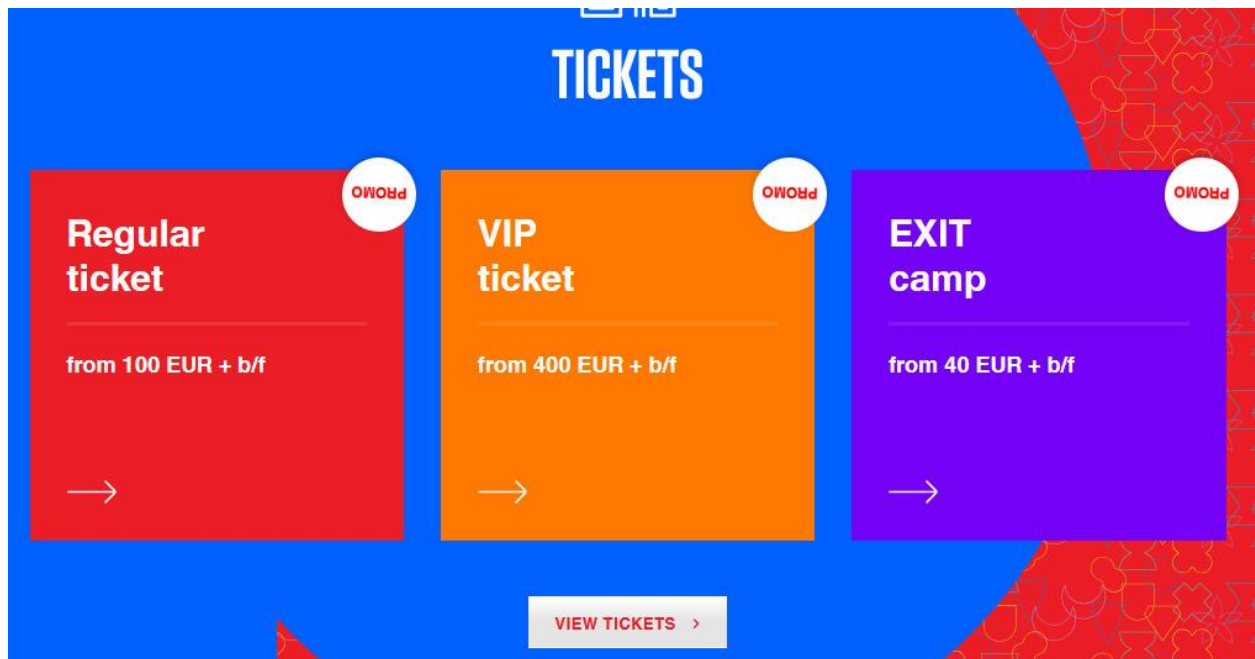 TICKETS
PROMO
Regular
ticket
from 100 EUR + b/f
PROMO
VIP
ticket
from 400 EUR + b/f
PROMO
EXIT
camp
from 40 EUR + b/f
VIEW TICKETS